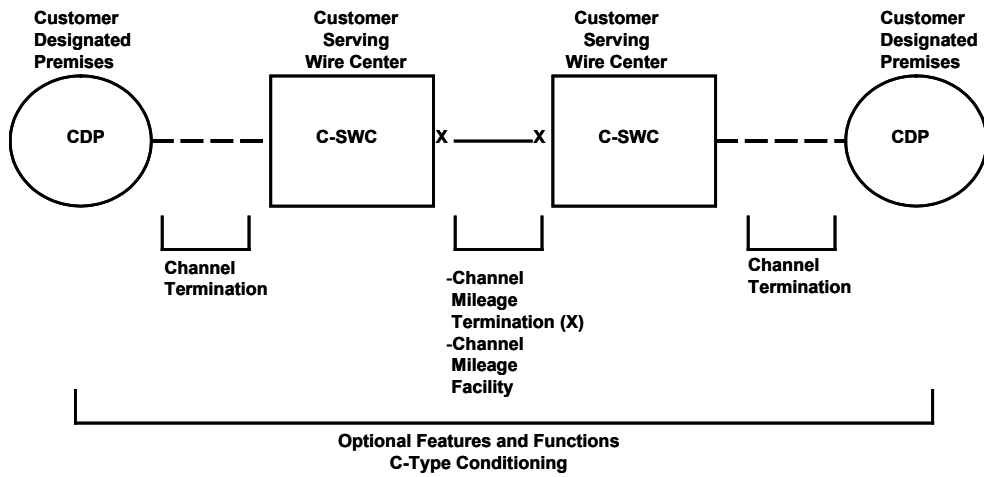 Customer
Designated
Premises
Customer
Serving
Wire Center
Customer
Serving
Wire Center
Customer
Designated
Premises
CDP
C-SWC
X
X
C-SWC
CDP
Channel
Termination
-Channel
Mileage
Termination (X)
-Channel
Mileage
Facility
Channel
Termination
Optional Features and Functions
C-Type Conditioning